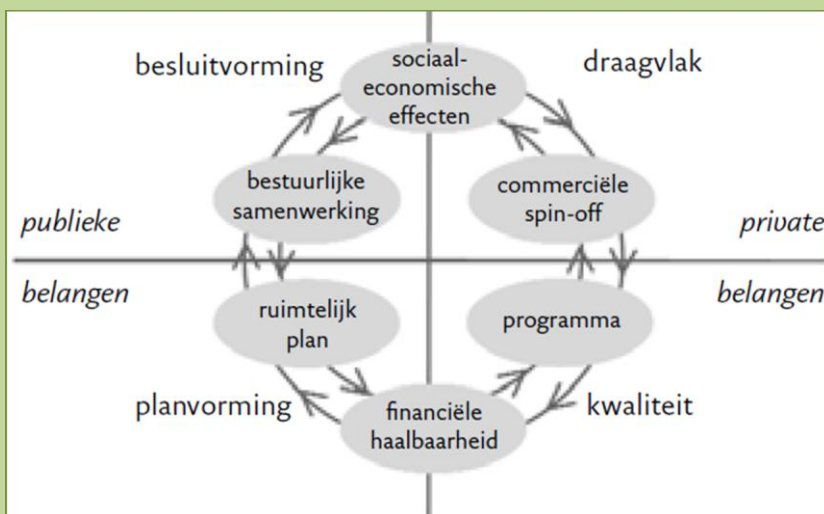 besluitvorming
sociaal-
economische
effecten
draagvlak
bestuurlijke
samenwerking
commerciële
spin-off
publieke
private
belangen
belangen
ruimtelijk
plan
programma
planvorming
financiële
haalbaarheid
kwaliteit